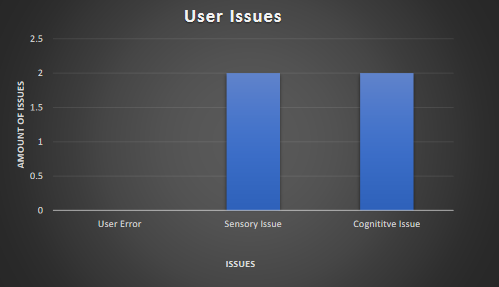 User Issues
2.5
2
1.5
1
0.5
0
AMOUNT OF ISSUES
User Error
Sensory Issue
Cognititve Issue
ISSUES